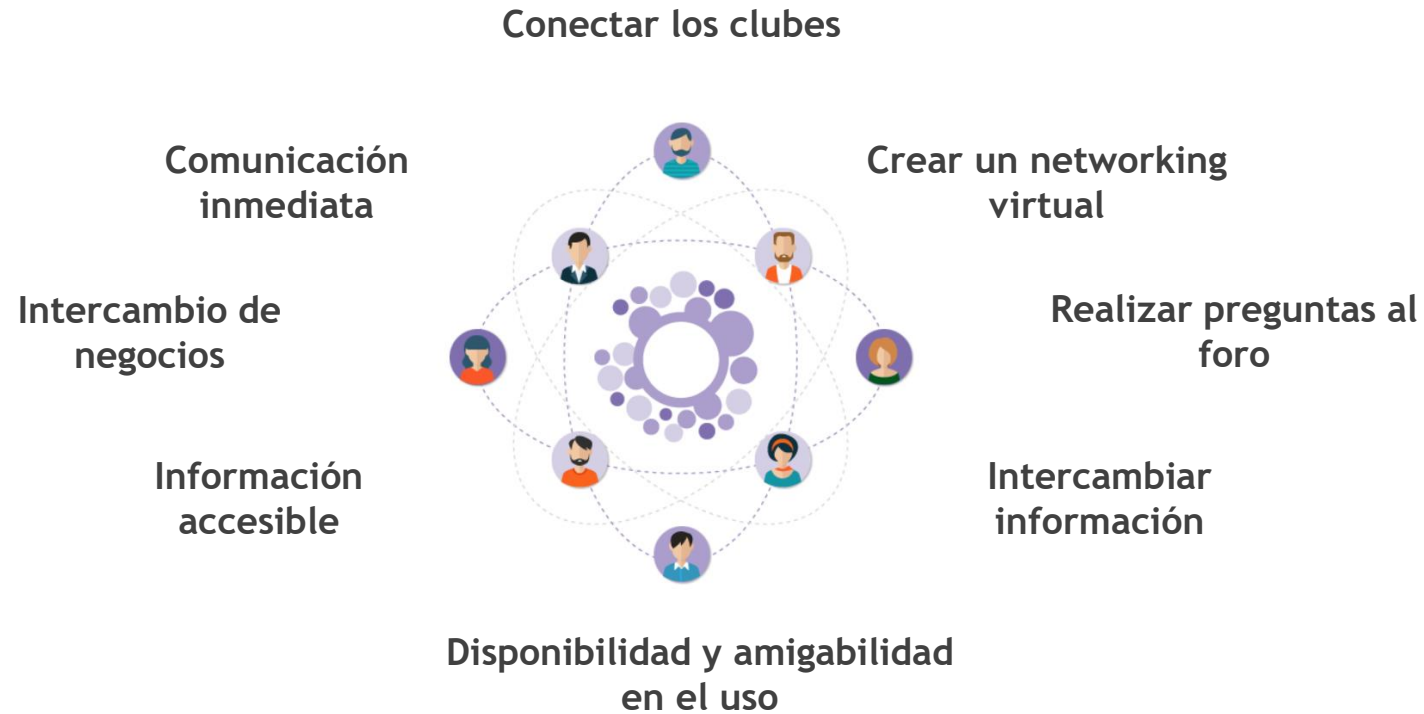 Conectar los clubes
Comunicación
inmediata
Crear un networking
virtual
Intercambio de
negocios
Realizar preguntas al
foro
Información
accesible
Intercambiar
información
Disponibilidad y amigabilidad
en el uso